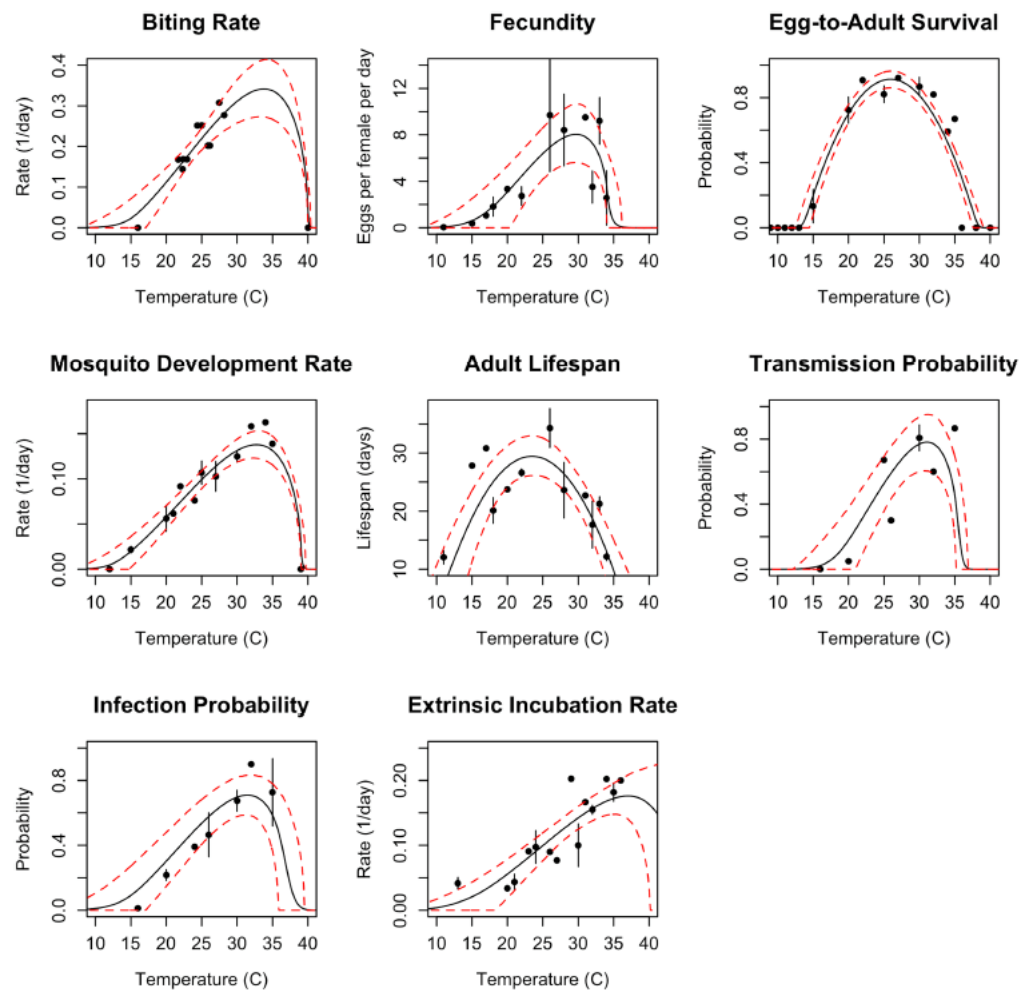 Biting Rate
Rate (1/day)
0.0 0.1 0.2 0.3 0.4
10 15 20 25 30 35 40
Temperature (C)
Fecundity
Eggs per female per day
0 4 8 12
10 15 20 25 30 35 40
Temperature (C)
Egg-to-Adult Survival
Probability
0.0 0.4 0.8
10 15 20 25 30 35 40
Temperature (C)
Mosquito Development Rate
Rate (1/day)
0.00 0.10
10 15 20 25 30 35 40
Temperature (C)
Adult Lifespan
Lifespan (days)
10 20 30
10 15 20 25 30 35 40
Temperature (C)
Transmission Probability
Probability
0.0 0.4 0.8
10 15 20 25 30 35 40
Temperature (C)
Infection Probability
Probability
0.0 0.4 0.8
10 15 20 25 30 35 40
Temperature (C)
Extrinsic Incubation Rate
Rate (1/day)
0.00 0.10 0.20
10 15 20 25 30 35 40
Temperature (C)